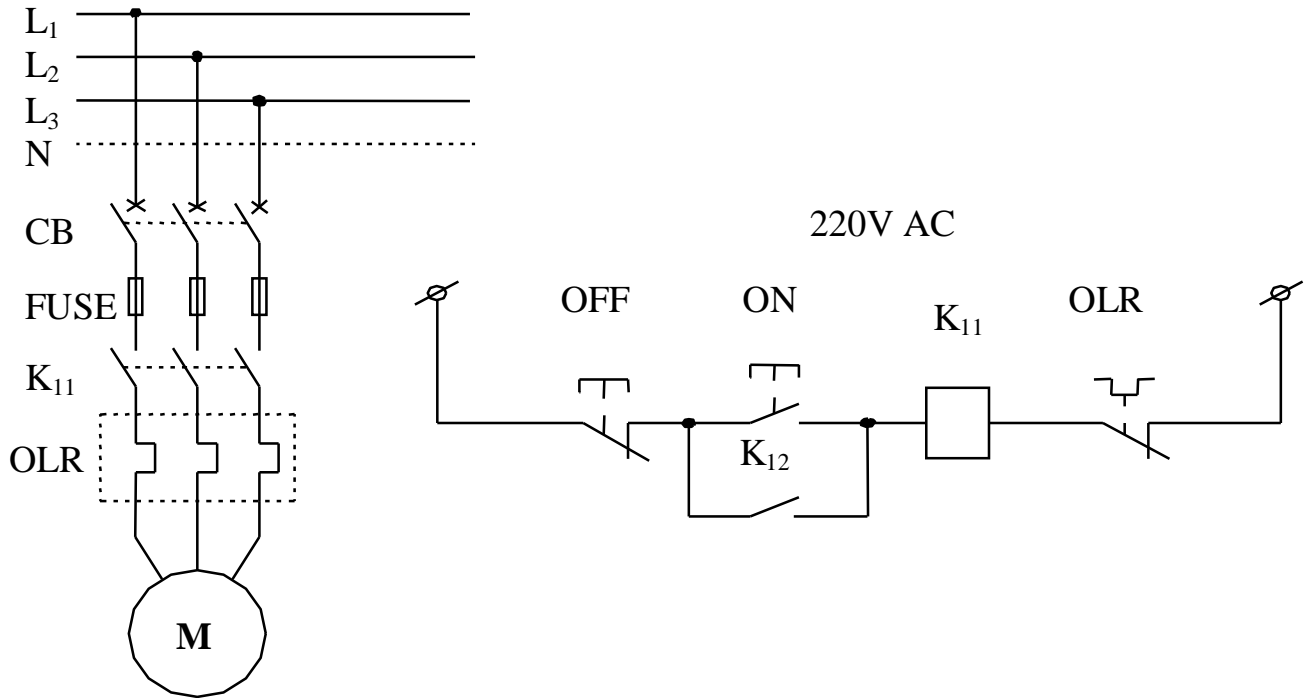 L₁
L₂
L₃
N
CB
FUSE
K₁₁
OLR
M
220V AC
OFF ON K₁₁ OLR
K₁₂